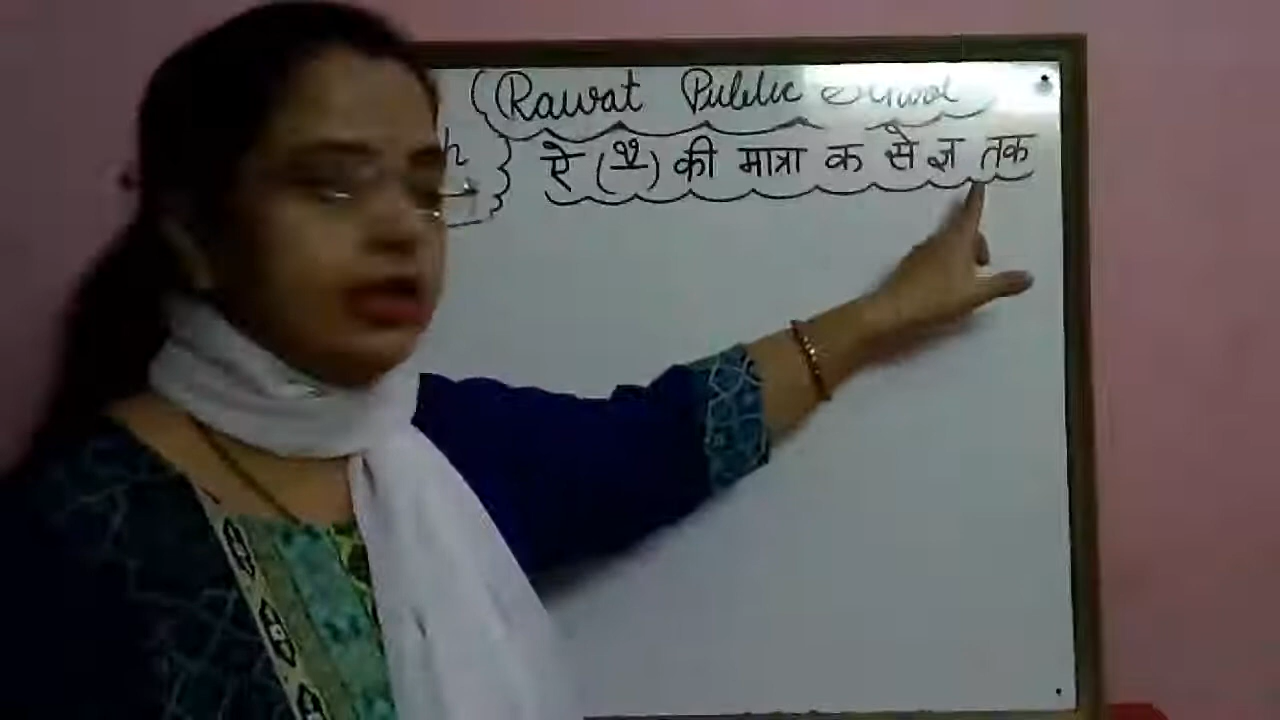 Rawat Public School
ऐ (ै) की मात्रा क से ज्ञ तक